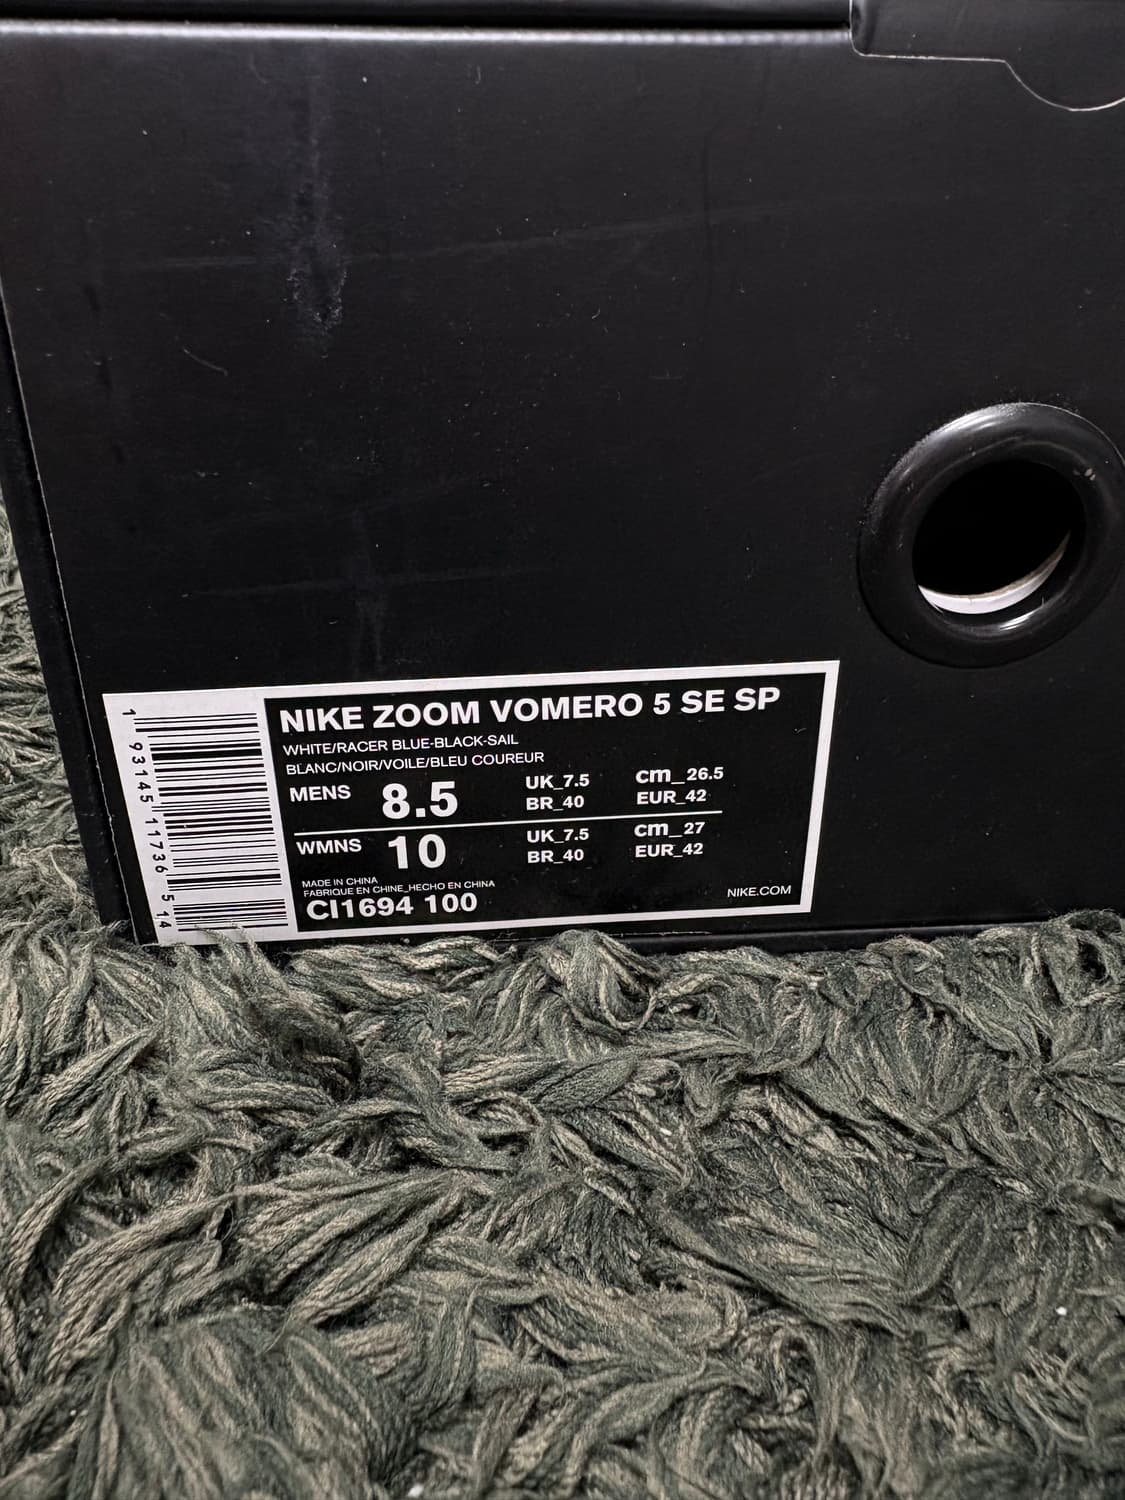 NIKE ZOOM VOMERO 5 SE SP
WHITE/RACER BLUE-BLACK-SAIL
BLANC/NOIR/VOILE/BLEU COUREUR
MENS 8.5 UK_7.5 cm_26.5
BR_40 EUR_42
WMNS 10 UK_7.5 cm_27
BR_40 EUR_42
MADE IN CHINA
FABRIQUE EN CHINE_HECHO EN CHINA
CI1694 100
NIKE.COM
1 93145 11736 5 14